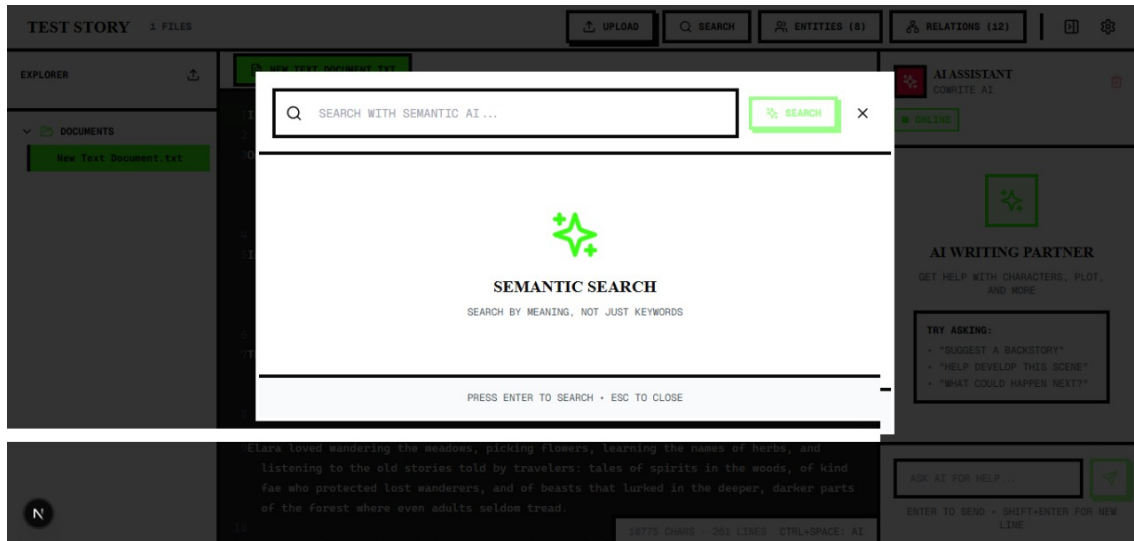 TEST STORY 1 FILES
UPLOAD
SEARCH
ENTITIES (8)
RELATIONS (12)
EXPLORER
DOCUMENTS
New Text Document.txt
NEW TEXT DOCUMENT.TXT
SEARCH WITH SEMANTIC AI...
SEARCH
SEMANTIC SEARCH
SEARCH BY MEANING, NOT JUST KEYWORDS
PRESS ENTER TO SEARCH • ESC TO CLOSE
Elara loved wandering the meadows, picking flowers, learning the names of herbs, and
listening to the old stories told by travelers: tales of spirits in the woods, of kind
fae who protected lost wanderers, and of beasts that lurked in the deeper, darker parts
of the forest where even adults seldom tread.
10
CHARS • 261 LINES CTRL+SPACE: AI
AI ASSISTANT
COWRITE AI
ONLINE
AI WRITING PARTNER
GET HELP WITH CHARACTERS, PLOT,
AND MORE
TRY ASKING:
• "SUGGEST A BACKSTORY"
• "HELP DEVELOP THIS SCENE"
• "WHAT COULD HAPPEN NEXT?"
ASK AI FOR HELP...
ENTER TO SEND • SHIFT+ENTER FOR NEW
LINE
N